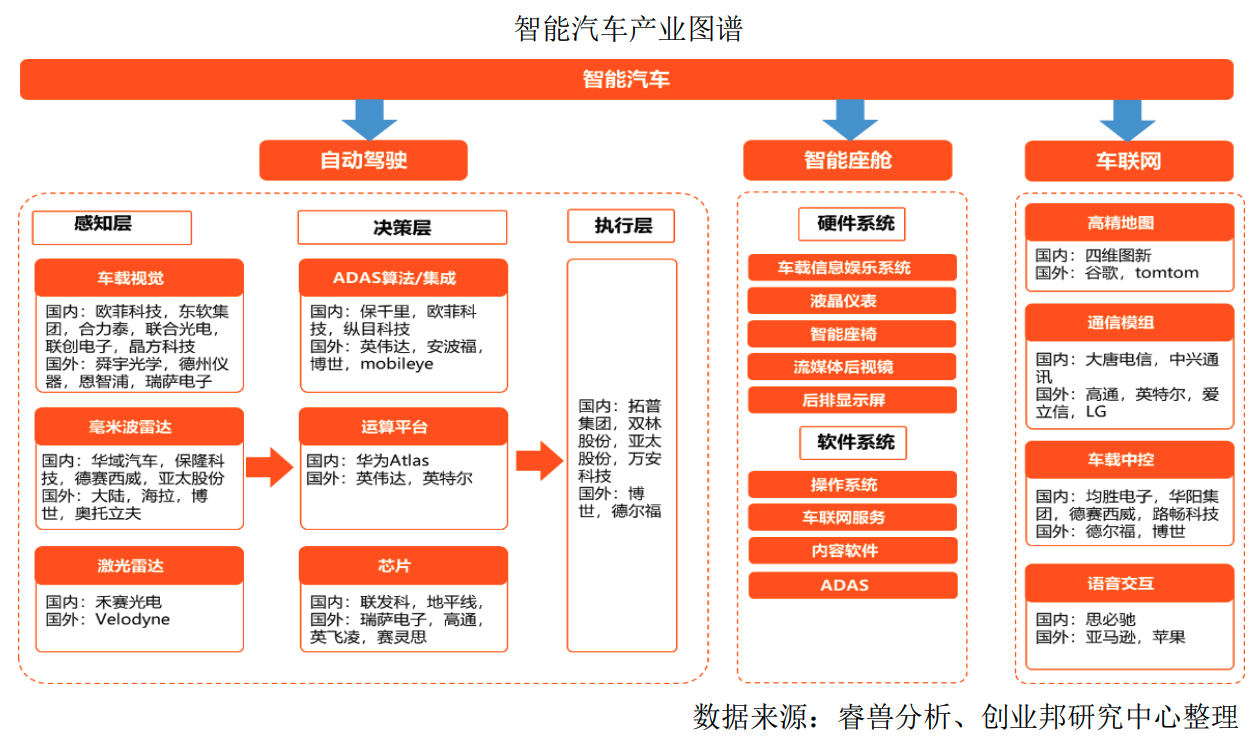 智能汽车产业图谱
智能汽车
自动驾驶
感知层
车载视觉
国内：欧菲科技，东软集
团，合力泰，联合光电，
联创电子，晶方科技
国外：舜宇光学，德州仪
器，恩智浦，瑞萨电子
毫米波雷达
国内：华域汽车，保隆科
技，德赛西威，亚太股份
国外：大陆，海拉，博
世，奥托立夫
激光雷达
国内：禾赛光电
国外：Velodyne
决策层
ADAS算法/集成
国内：保千里，欧菲科
技，纵目科技
国外：英伟达，安波福，
博世，mobileye
运算平台
国内：华为Atlas
国外：英伟达，英特尔
芯片
国内：联发科，地平线，
国外：瑞萨电子，高通，
英飞凌，赛灵思
执行层
国内：拓普
集团，双林
股份，亚太
股份，万安
科技
国外：博
世，德尔福
智能座舱
硬件系统
车载信息娱乐系统
液晶仪表
智能座椅
流媒体后视镜
后排显示屏
软件系统
操作系统
车联网服务
内容软件
ADAS
车联网
高精地图
国内：四维图新
国外：谷歌，tomtom
通信模组
国内：大唐电信，中兴通
讯
国外：高通，英特尔，爱
立信，LG
车载中控
国内：均胜电子，华阳集
团，德赛西威，路畅科技
国外：德尔福，博世
语音交互
国内：思必驰
国外：亚马逊，苹果
数据来源：睿兽分析、创业邦研究中心整理